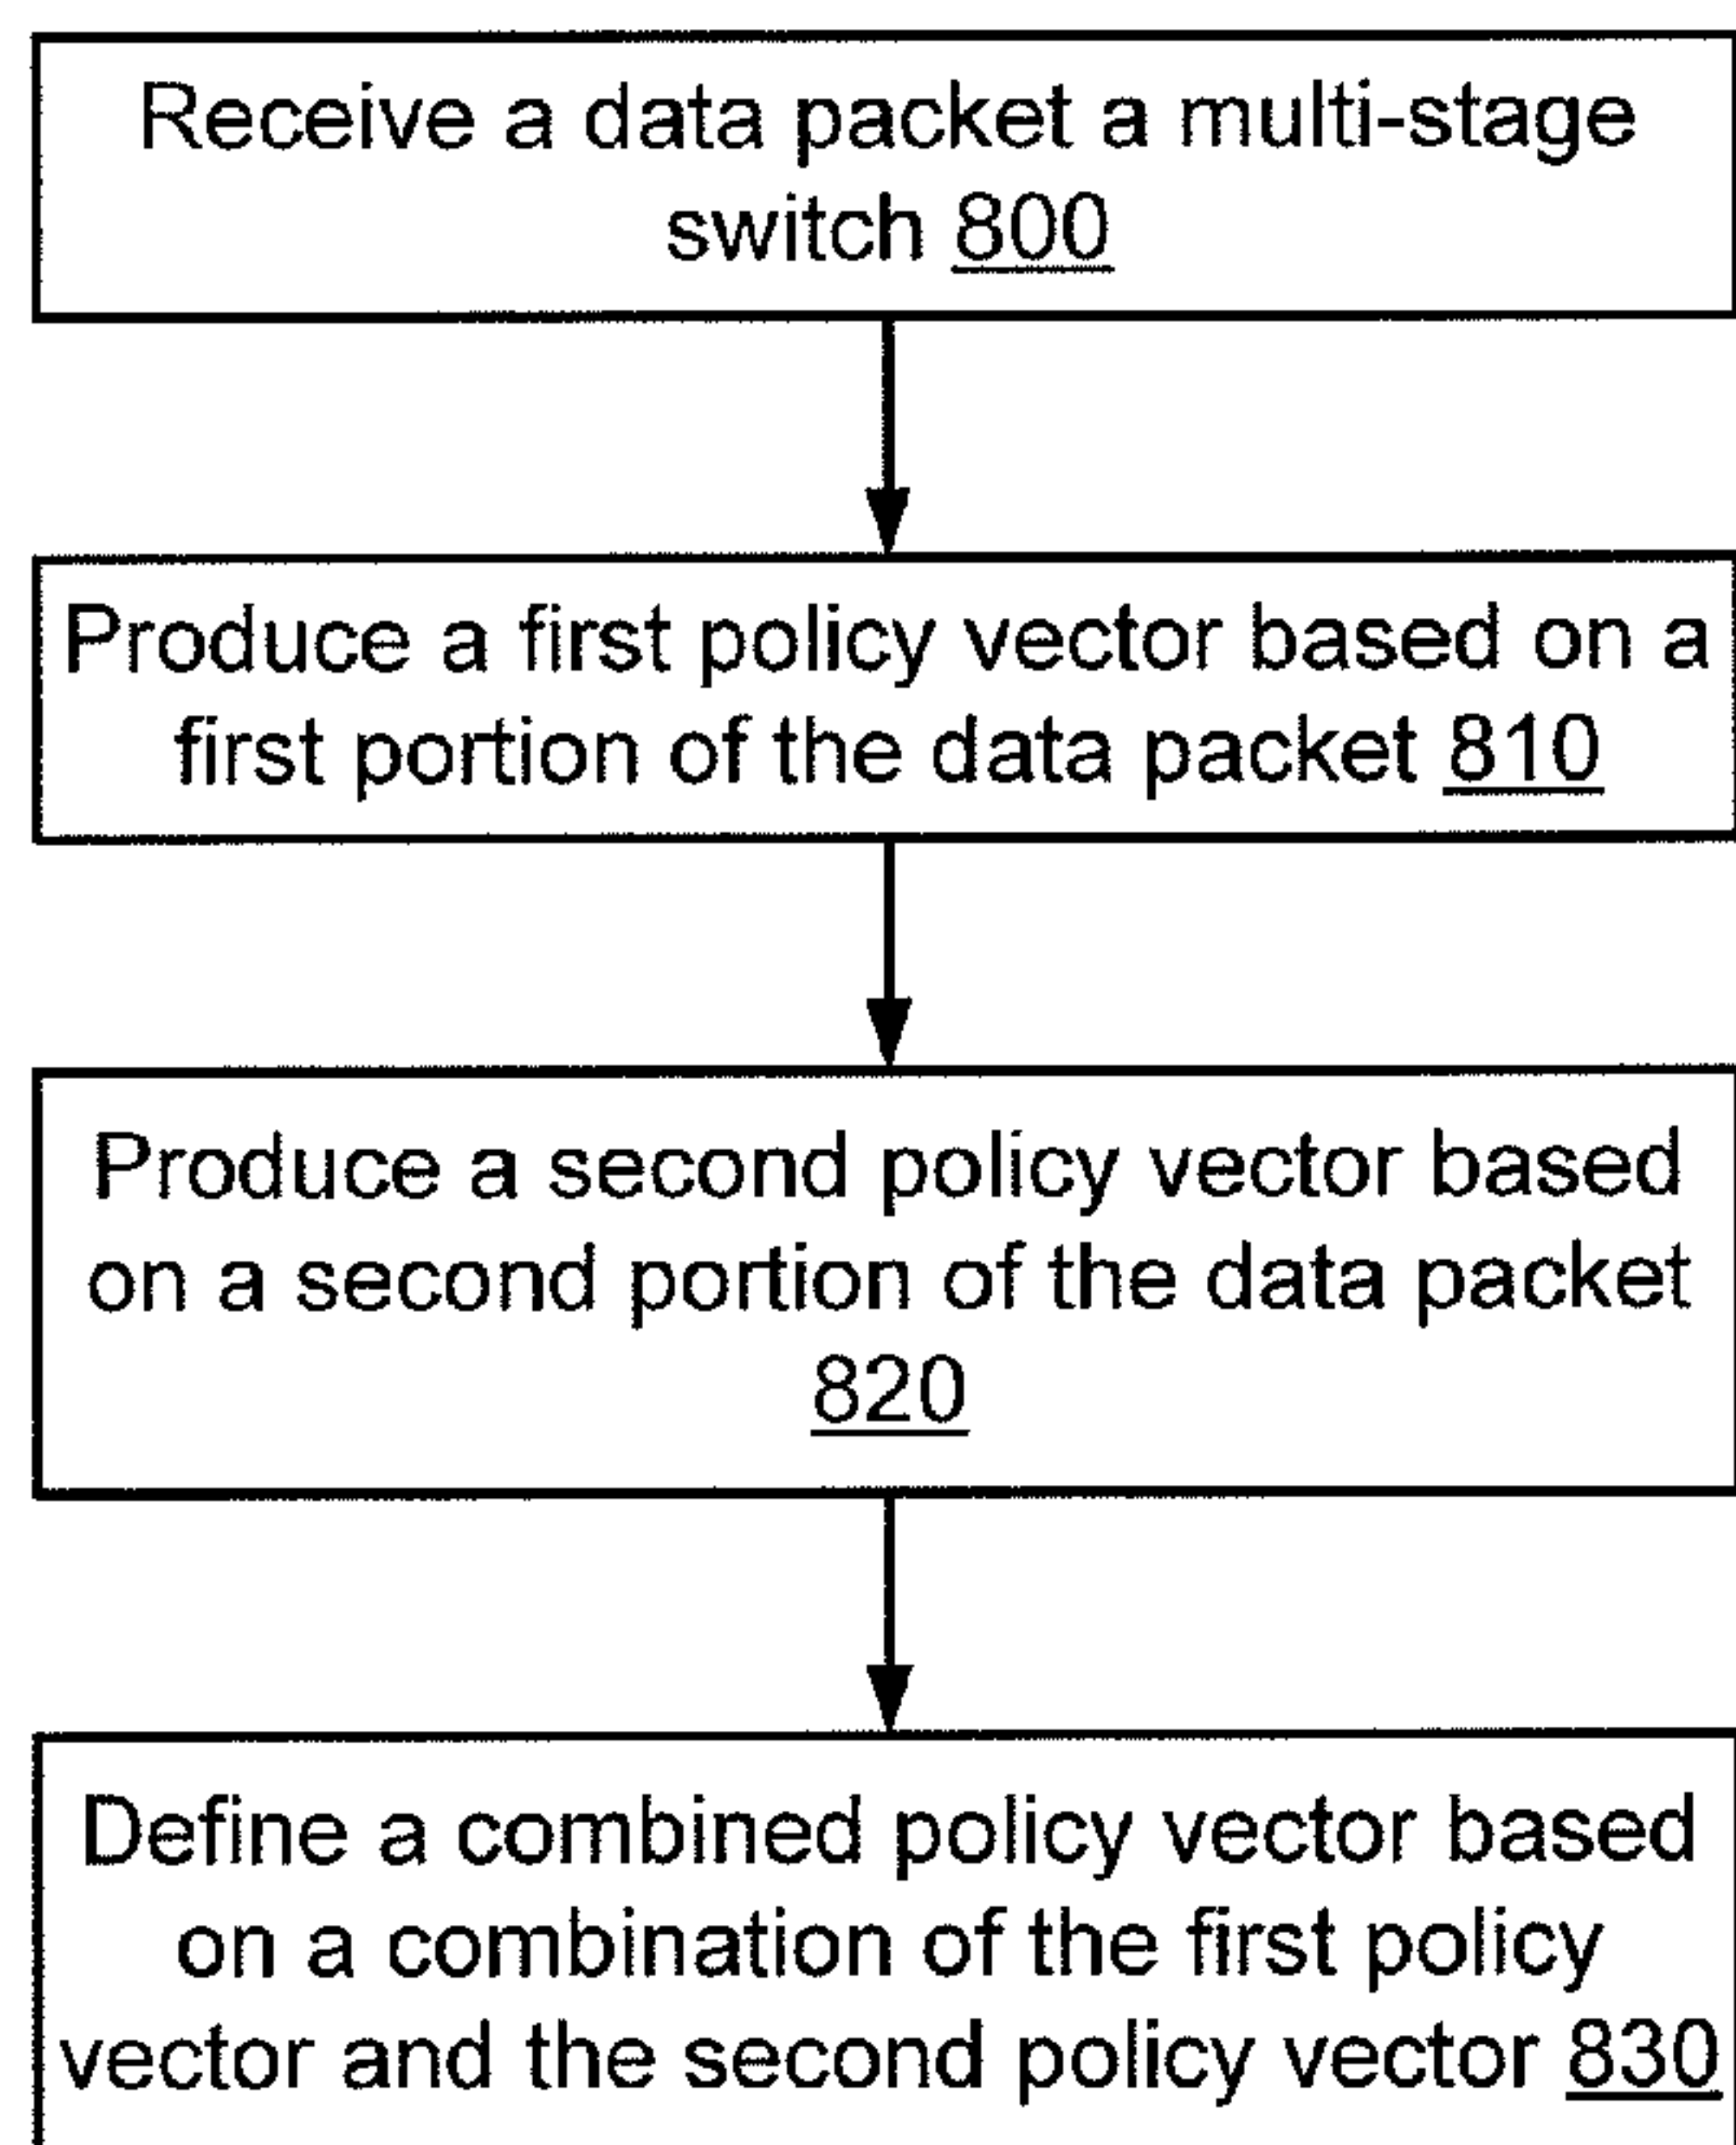 Receive a data packet a multi-stage
switch 800
Produce a first policy vector based on a
first portion of the data packet 810
Produce a second policy vector based
on a second portion of the data packet
820
Define a combined policy vector based
on a combination of the first policy
vector and the second policy vector 830